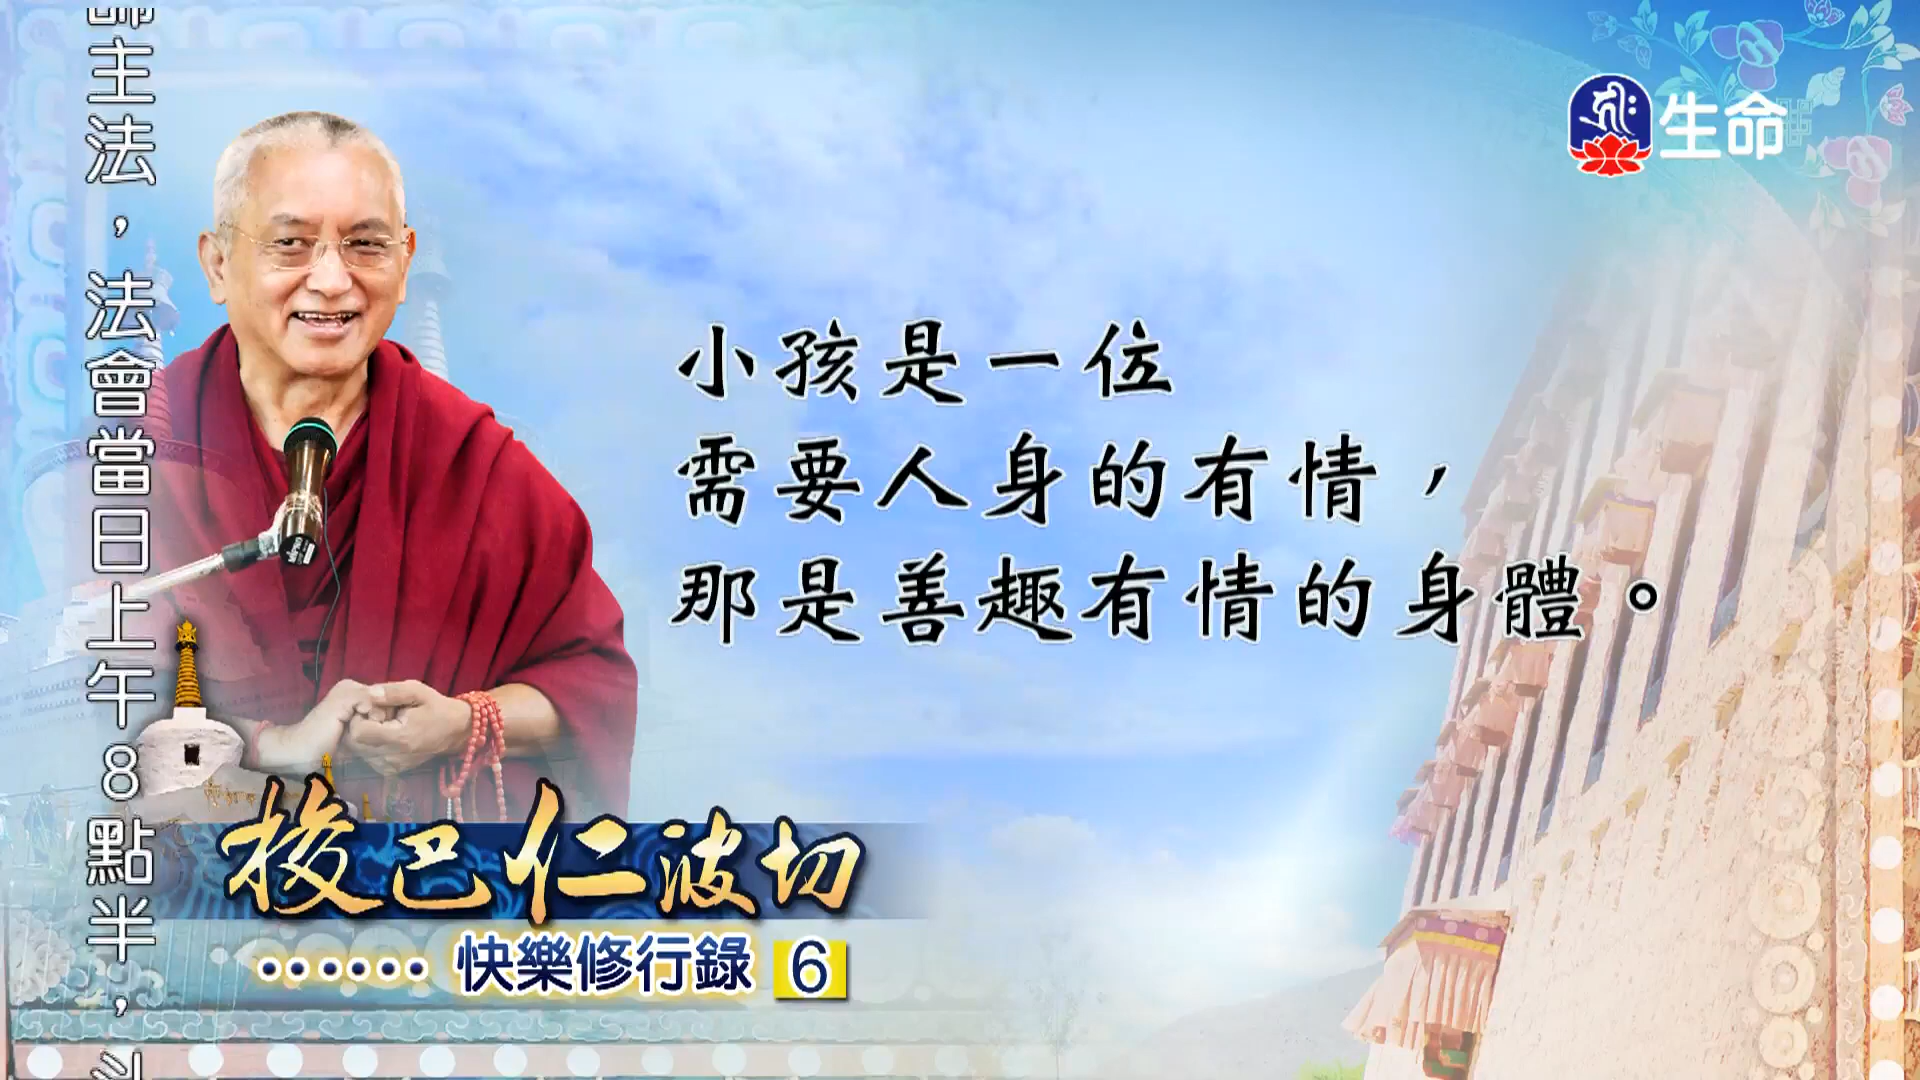 師主法，法會當日上午8點半，
生命
小孩是一位
需要人身的有情，
那是善趣有情的身體。
梭巴仁波切
快樂修行錄 6